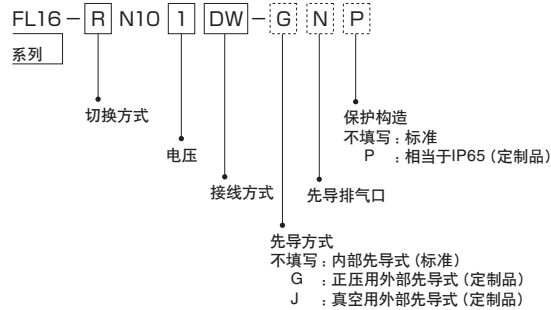 FL16－R N10 1 DW－G N P
系列
切换方式
电压
接线方式
先导排气口
保护构造
不填写：标准
P ：相当于IP65（定制品）
先导方式
不填写：内部先导式（标准）
G ：正压用外部先导式（定制品）
J ：真空用外部先导式（定制品）